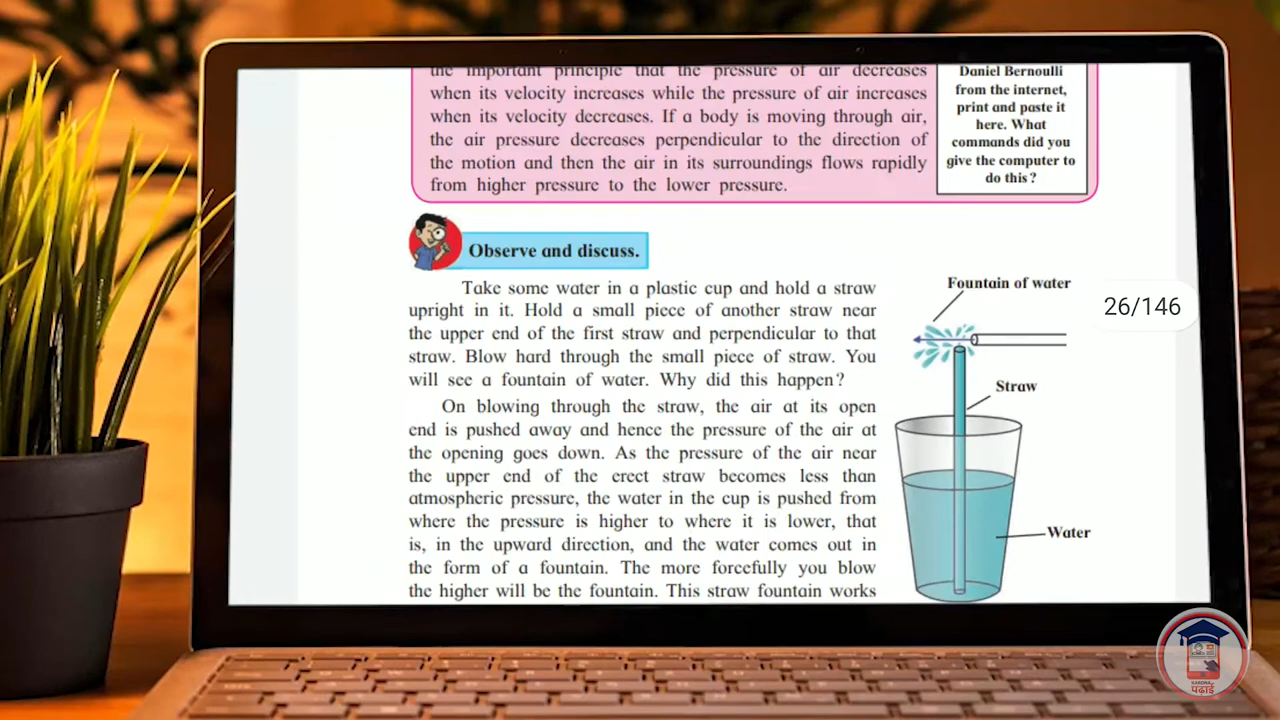 the important principle that the pressure of air decreases
when its velocity increases while the pressure of air increases
when its velocity decreases. If a body is moving through air,
the air pressure decreases perpendicular to the direction of
the motion and then the air in its surroundings flows rapidly
from higher pressure to the lower pressure.
Daniel Bernoulli
from the internet,
print and paste it
here. What
commands did you
give the computer to
do this?
Observe and discuss.
Take some water in a plastic cup and hold a straw
upright in it. Hold a small piece of another straw near
the upper end of the first straw and perpendicular to that
straw. Blow hard through the small piece of straw. You
will see a fountain of water. Why did this happen?
On blowing through the straw, the air at its open
end is pushed away and hence the pressure of the air at
the opening goes down. As the pressure of the air near
the upper end of the erect straw becomes less than
atmospheric pressure, the water in the cup is pushed from
where the pressure is higher to where it is lower, that
is, in the upward direction, and the water comes out in
the form of a fountain. The more forcefully you blow
the higher will be the fountain. This straw fountain works
Fountain of water
26/146
Straw
Water
पढ़ाई